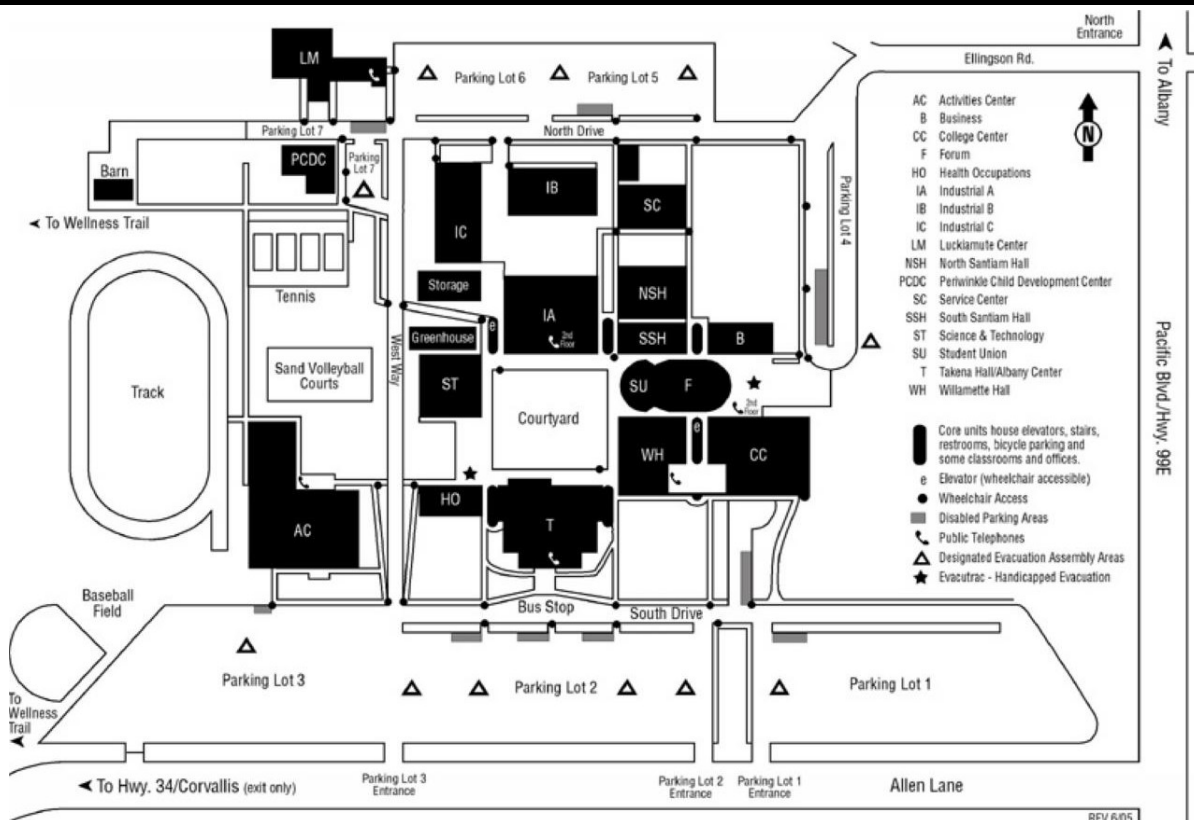 North
Entrance
Ellingson Rd.
To Albany
LM
Parking Lot 6
Parking Lot 5
Parking Lot 7
North Drive
PCDC
Parking
Lot 7
Barn
IB
SC
IC
Parking Lot 4
To Wellness Trail
Storage
NSH
Tennis
IA
2nd
Floor
e
Greenhouse
SSH
B
West Way
Sand Volleyball
Courts
ST
SU
F
Track
Courtyard
2nd
Floor
e
WH
CC
HO
T
AC
Baseball
Field
Bus Stop
South Drive
Parking Lot 3
Parking Lot 2
Parking Lot 1
To
Wellness
Trail
To Hwy. 34/Corvallis (exit only)
Parking Lot 3
Entrance
Parking Lot 2
Entrance
Parking Lot 1
Entrance
Allen Lane
Pacific Blvd./Hwy. 99E
N
AC Activities Center
B Business
CC College Center
F Forum
HO Health Occupations
IA Industrial A
IB Industrial B
IC Industrial C
LM Luckiamute Center
NSH North Santiam Hall
PCDC Periwinkle Child Development Center
SC Service Center
SSH South Santiam Hall
ST Science & Technology
SU Student Union
T Takena Hall/Albany Center
WH Willamette Hall
Core units house elevators, stairs,
restrooms, bicycle parking and
some classrooms and offices.
e Elevator (wheelchair accessible)
Wheelchair Access
Disabled Parking Areas
Public Telephones
Designated Evacuation Assembly Areas
Evacutrac - Handicapped Evacuation
REV 6/05